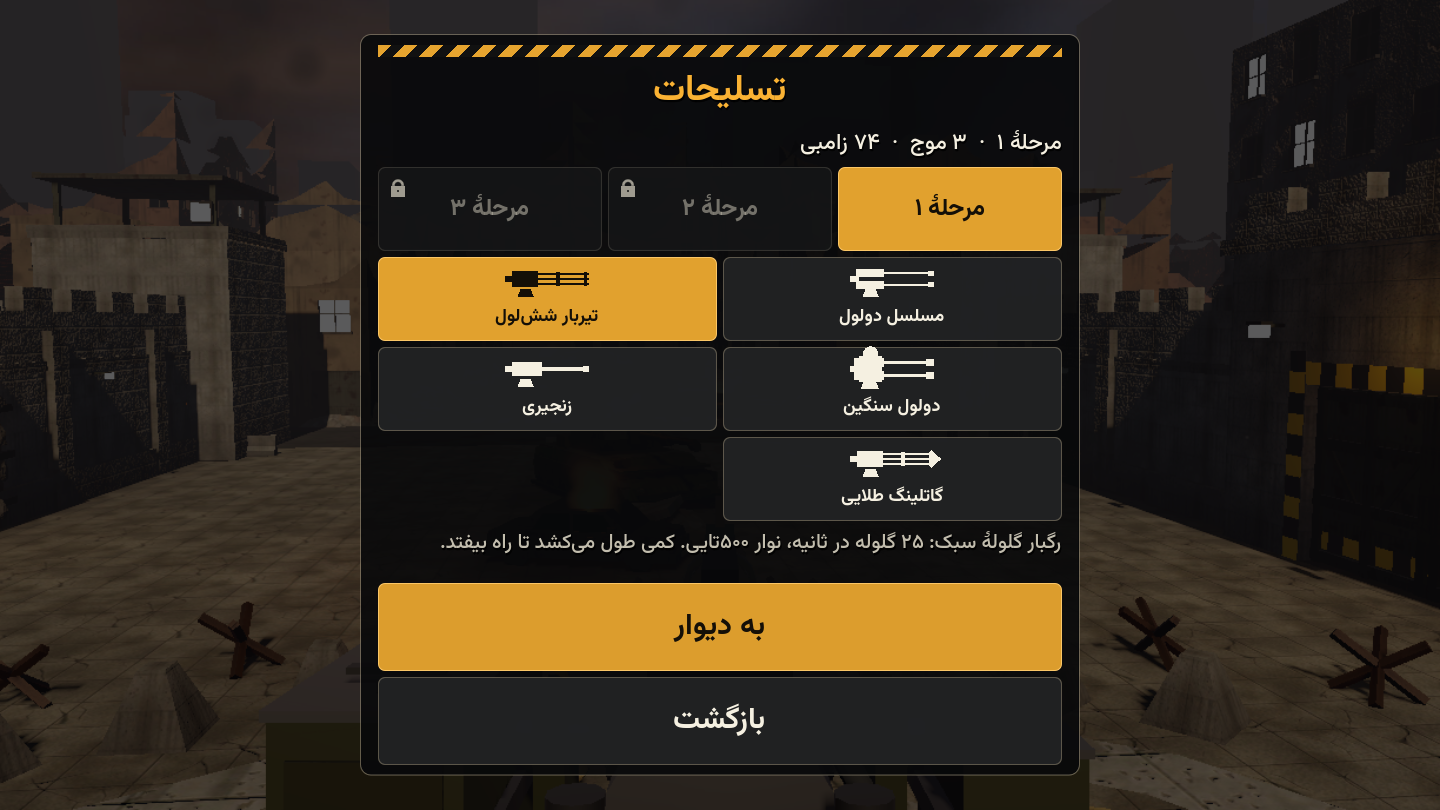 تسلیحات
مرحلهٔ ۱ · ۳ موج · ۷۴ زامبی
مرحلهٔ ۱
مرحلهٔ ۲
مرحلهٔ ۳
مسلسل دولول
تیربار شش‌لول
دولول سنگین
زنجیری
گاتلینگ طلایی
رگبار گلولهٔ سبک: ۲۵ گلوله در ثانیه، نوار ۵۰۰تایی. کمی طول می‌کشد تا راه بیفتد.
به دیوار
بازگشت